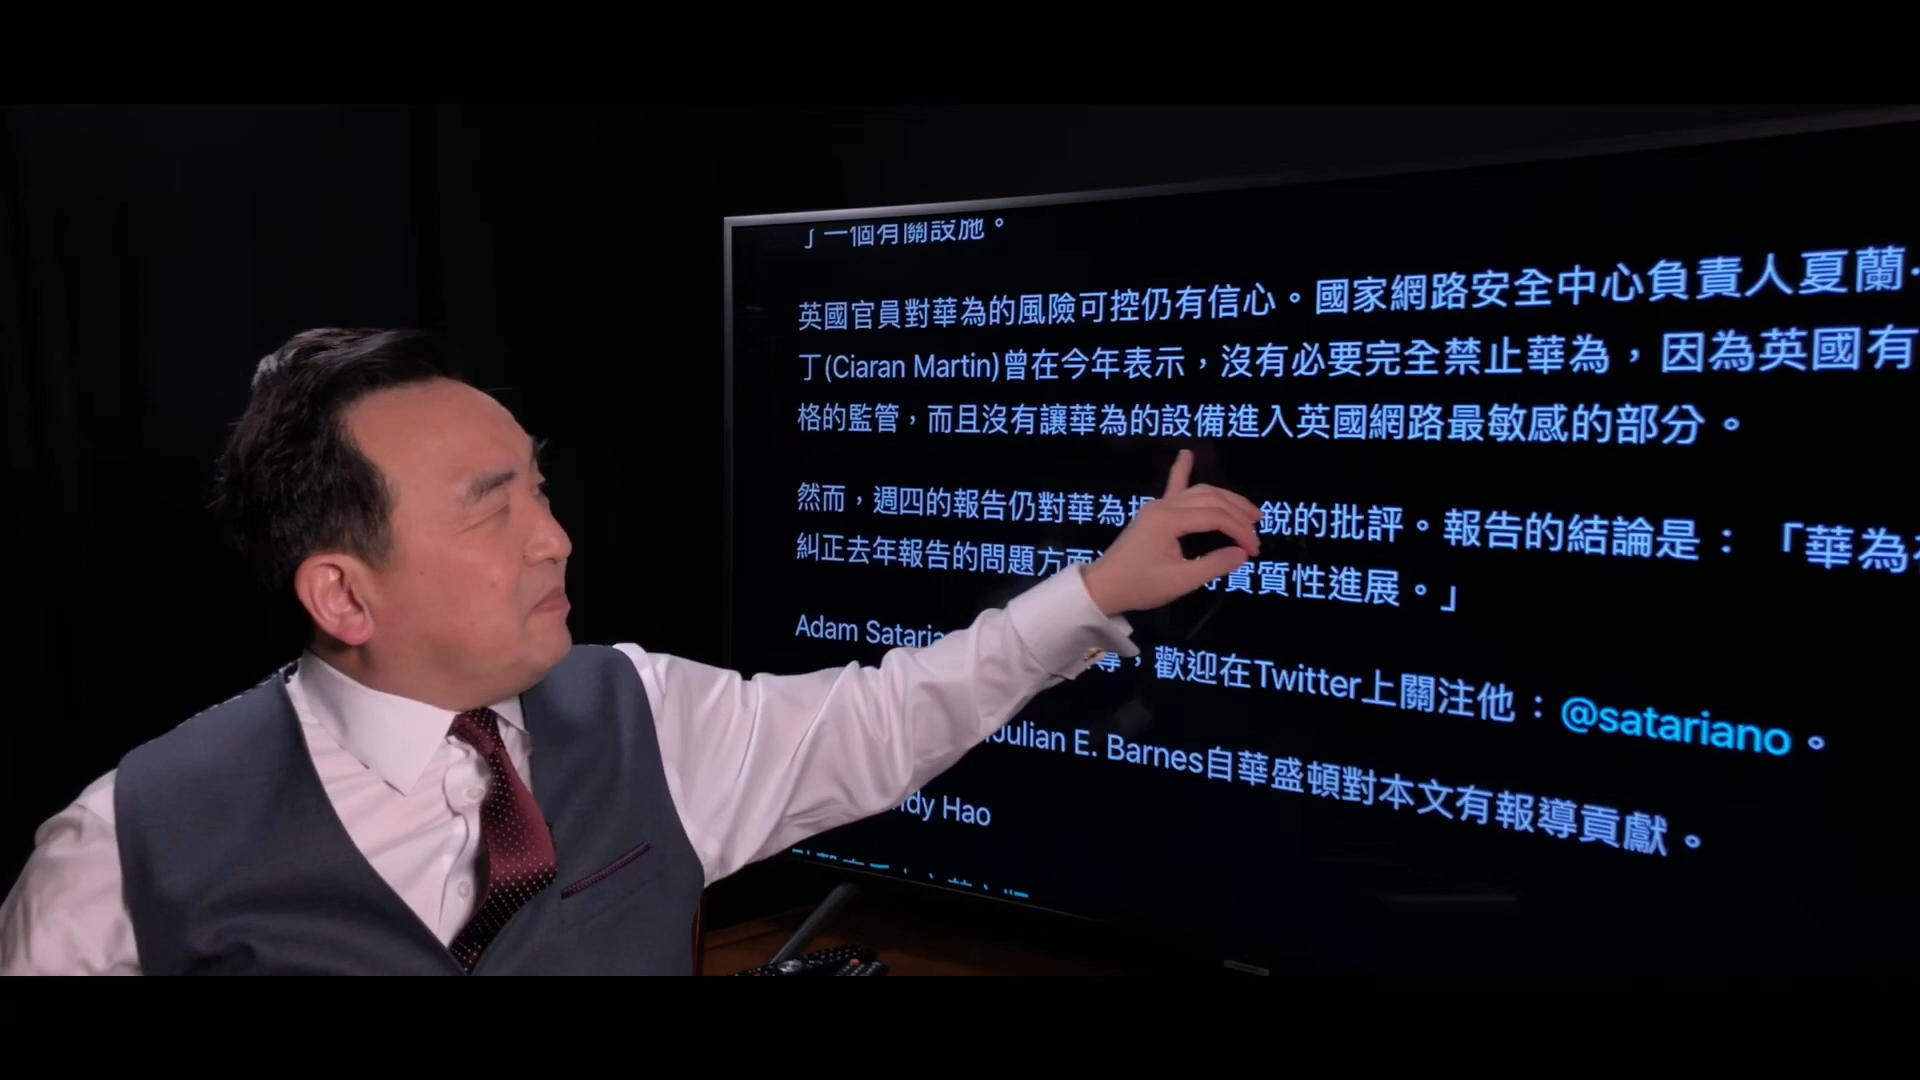 了一個有關設施。
英國官員對華為的風險可控仍有信心。國家網路安全中心負責人夏蘭·
丁(Ciaran Martin)曾在今年表示，沒有必要完全禁止華為，因為英國有
格的監管，而且沒有讓華為的設備進入英國網路最敏感的部分。
然而，週四的報告仍對華為 銳的批評。報告的結論是：「華為在
糾正去年報告的問題方面 實質性進展。」
Adam 導，歡迎在Twitter上關注他：@satariano。
Julian E. Barnes自華盛頓對本文有報導貢獻。
Hao